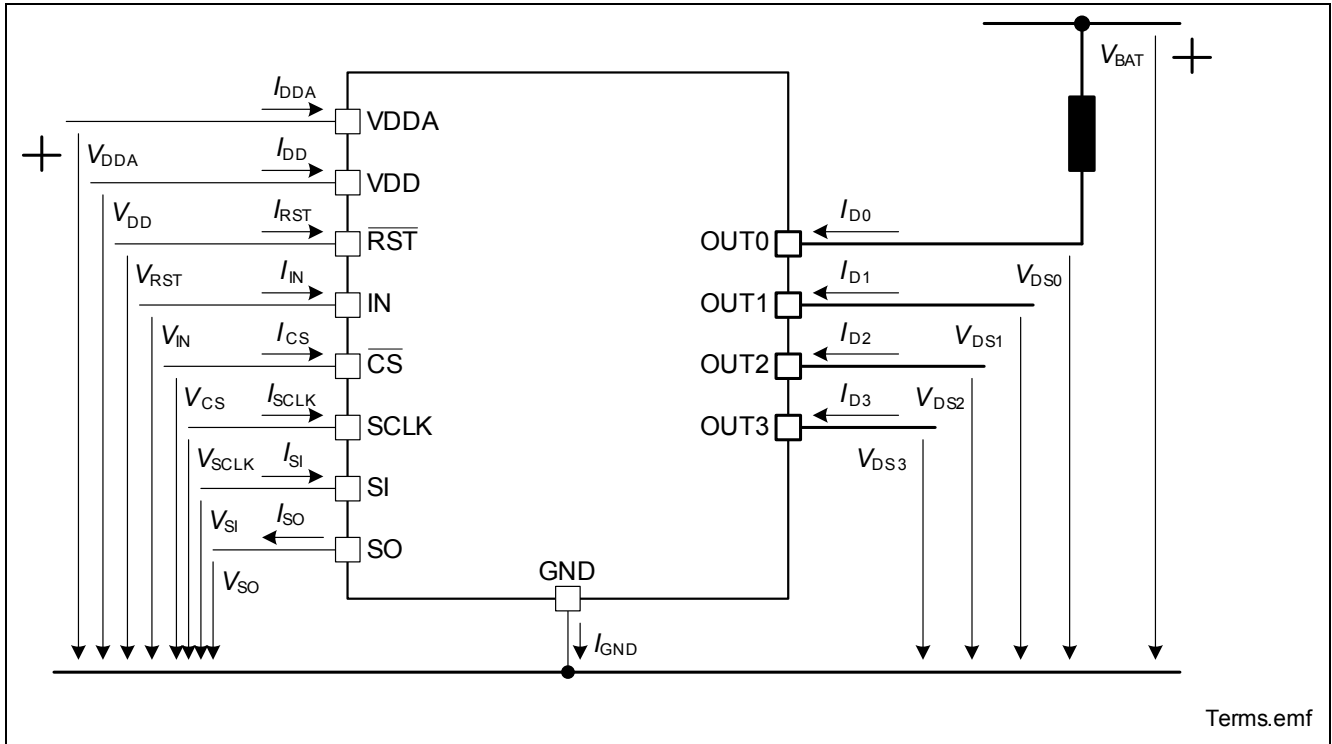 VBAT
IDDA
VDDA
+
+
VDDA
IDD
VDD
VDD
IRST
RST
ID0
OUT0
VRST
IIN
IN
ID1
OUT1
VDS0
VIN
ICS
CS
ID2
OUT2
VDS1
VCS
ISCLK
SCLK
ID3
OUT3
VDS2
VSCLK
ISI
SI
VDS3
VSI
ISO
SO
VSO
GND
IGND
Terms.emf